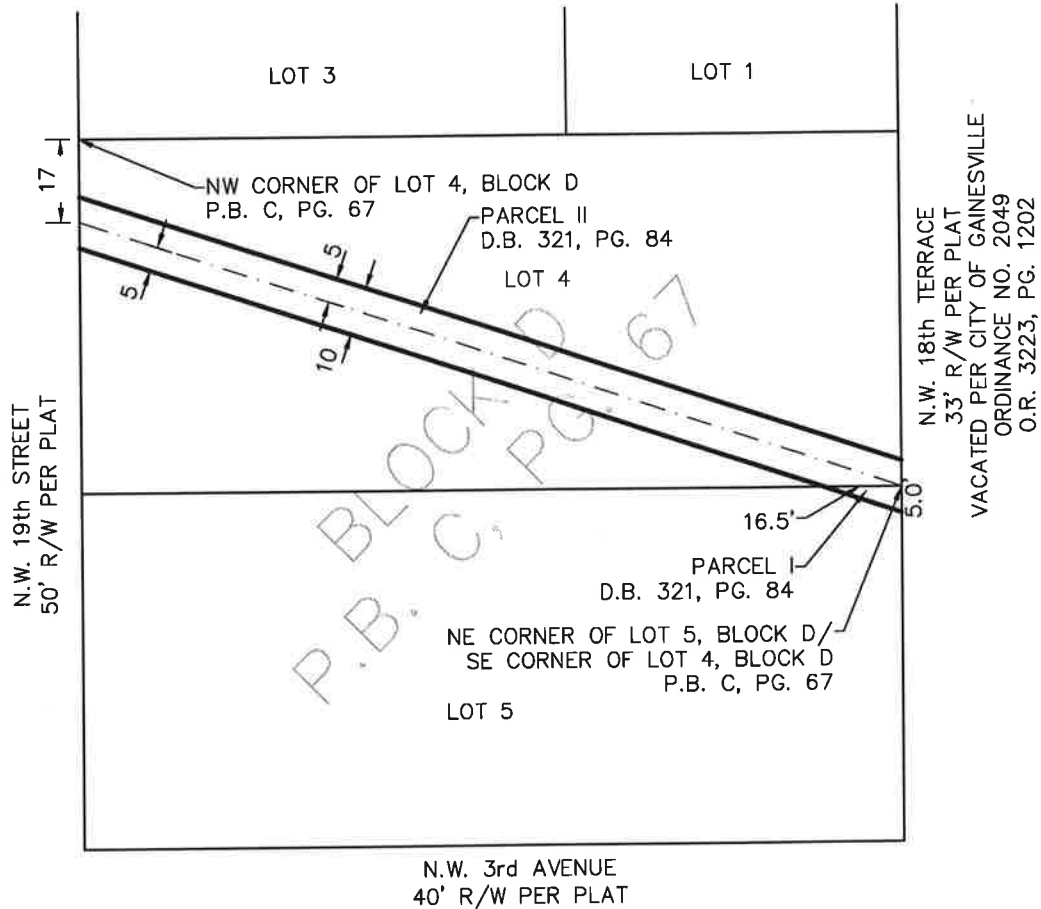 LOT 3
LOT 1
17
NW CORNER OF LOT 4, BLOCK D
P.B. C, PG. 67
PARCEL II
D.B. 321, PG. 84
5
LOT 4
5
10
BLOCK D
P.B. C, PG. 67
N.W. 19th STREET
50' R/W PER PLAT
N.W. 18th TERRACE
33' R/W PER PLAT
VACATED PER CITY OF GAINESVILLE
ORDINANCE NO. 2049
O.R. 3223, PG. 1202
5.0'
16.5'
PARCEL I
D.B. 321, PG. 84
NE CORNER OF LOT 5, BLOCK D/
SE CORNER OF LOT 4, BLOCK D
P.B. C, PG. 67
LOT 5
N.W. 3rd AVENUE
40' R/W PER PLAT